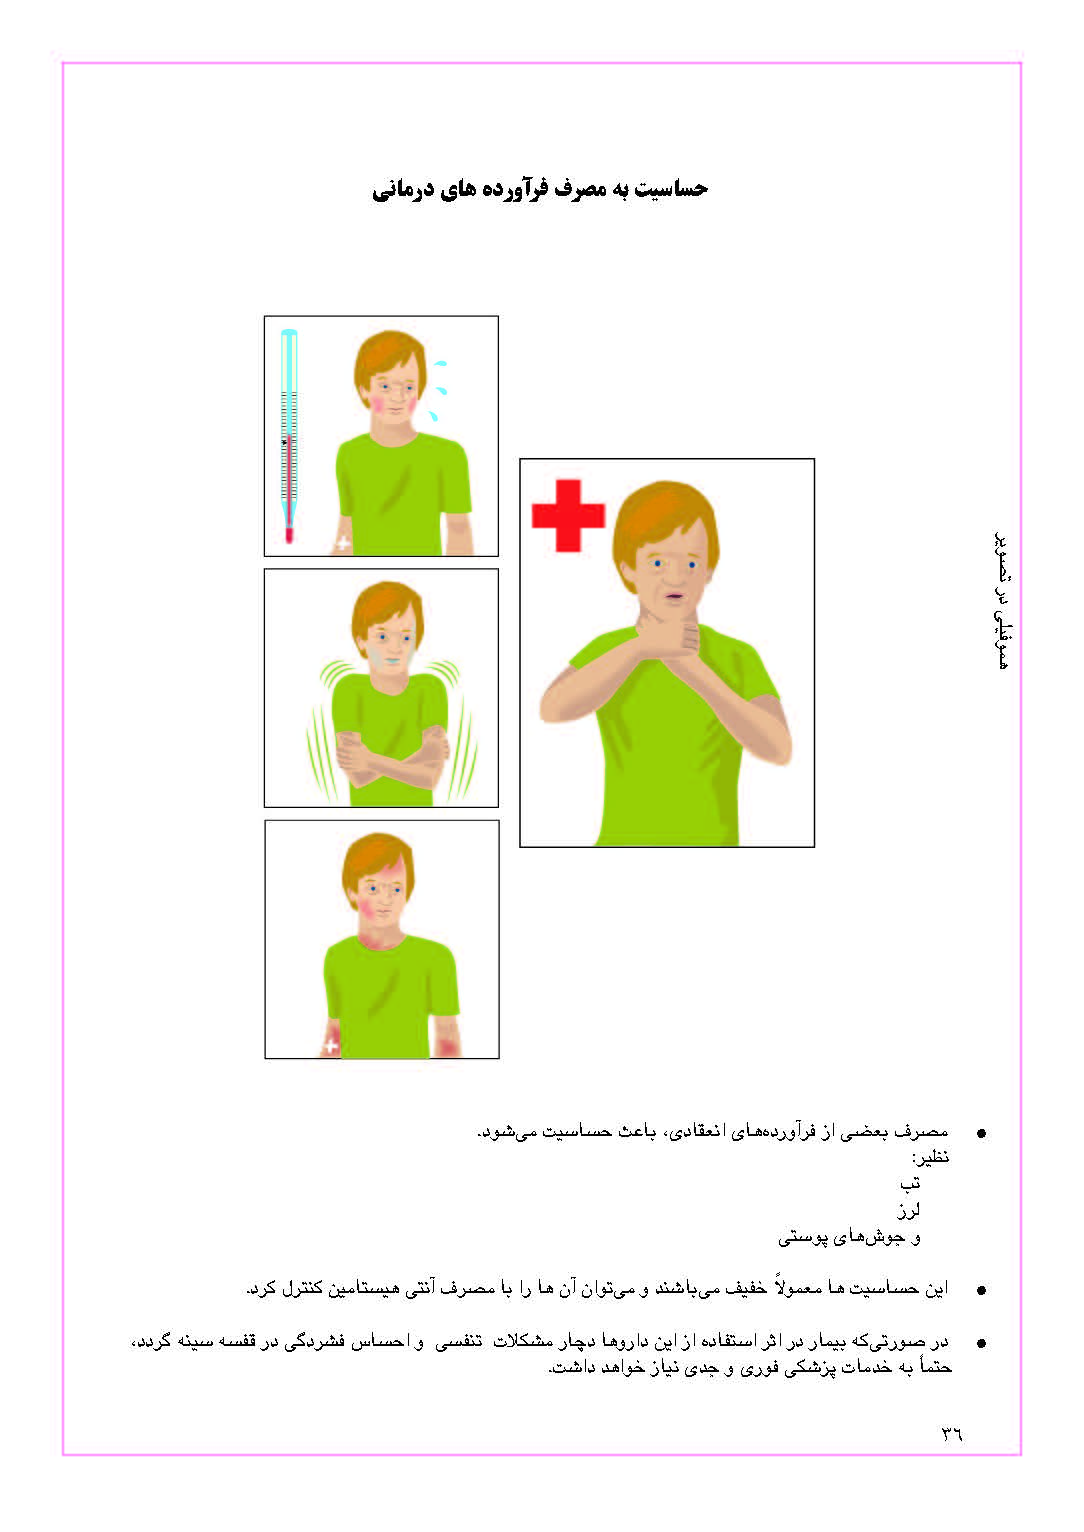 حساسیت به مصرف فرآورده های درمانی
هموفیلی در تصویر
● مصرف بعضی از فرآورده‌های انعقادی، باعث حساسیت می‌شود.
نظیر:
تب
لرز
و جوش‌های پوستی
● این حساسیت ها معمولاً خفیف می‌باشند و می‌توان آن ها را با مصرف آنتی هیستامین کنترل کرد.
● در صورتی‌که بیمار در اثر استفاده از این داروها دچار مشکلات تنفسی و احساس فشردگی در قفسه سینه گردد،
حتماً به خدمات پزشکی فوری و جدی نیاز خواهد داشت.
۳۶